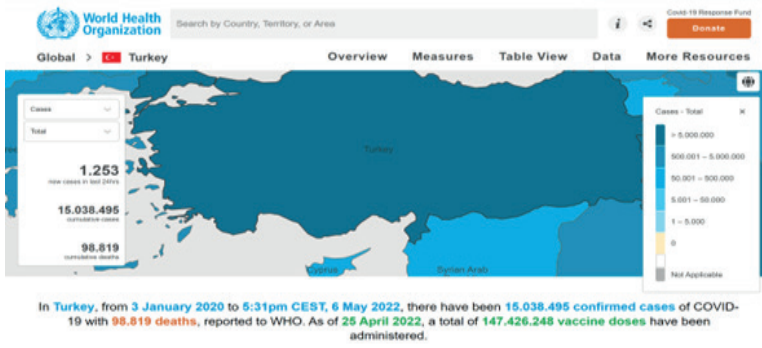 World Health
Organization
Search by Country, Territory, or Area
i
Covid-19 Response Fund
Donate
Global > Turkey
Overview Measures Table View Data More Resources
Cases
Total
1.253
new cases in last 24hrs
15.038.495
cumulative cases
98.819
cumulative deaths
Turkey
Cyprus
Syrian Arab
Cases - Total ×
> 5.000.000
500.001 – 5.000.000
50.001 – 500.000
5.001 – 50.000
1 – 5.000
0
Not Applicable
In Turkey, from 3 January 2020 to 5:31pm CEST, 6 May 2022, there have been 15.038.495 confirmed cases of COVID-
19 with 98.819 deaths, reported to WHO. As of 25 April 2022, a total of 147.426.248 vaccine doses have been
administered.